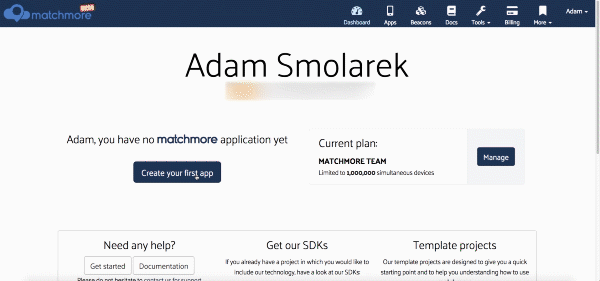 matchmore
Dashboard
Apps
Beacons
Docs
Tools
Billing
More
Adam
Adam Smolarek
Adam, you have no matchmore application yet
Create your first app
Current plan:
MATCHMORE TEAM
Limited to 1,000,000 simultaneous devices
Manage
Need any help?
Get started
Documentation
Please do not hesitate to contact us for support
Get our SDKs
If you already have a project in which you would like to
include our technology, have a look at our SDKs:
Template projects
Our template projects are designed to give you a quick
starting point and to help you understanding how to use